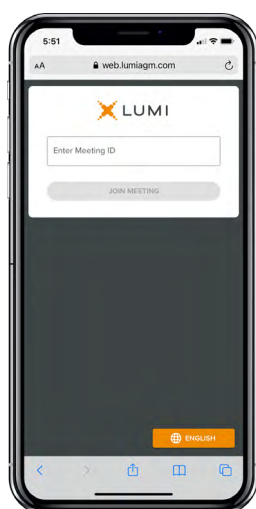 5:51
AA web.lumiagm.com
LUMI
Enter Meeting ID
JOIN MEETING
ENGLISH